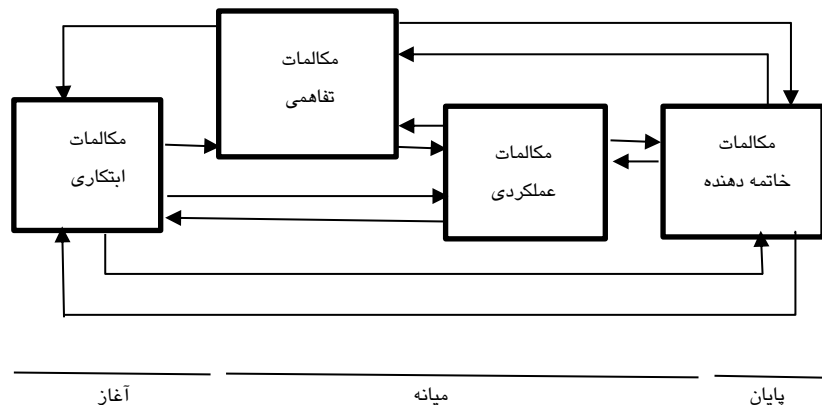 مکالمات
تفاهمی
مکالمات
ابتکاری
مکالمات
عملکردی
مکالمات
خاتمه دهنده
آغاز
میانه
پایان